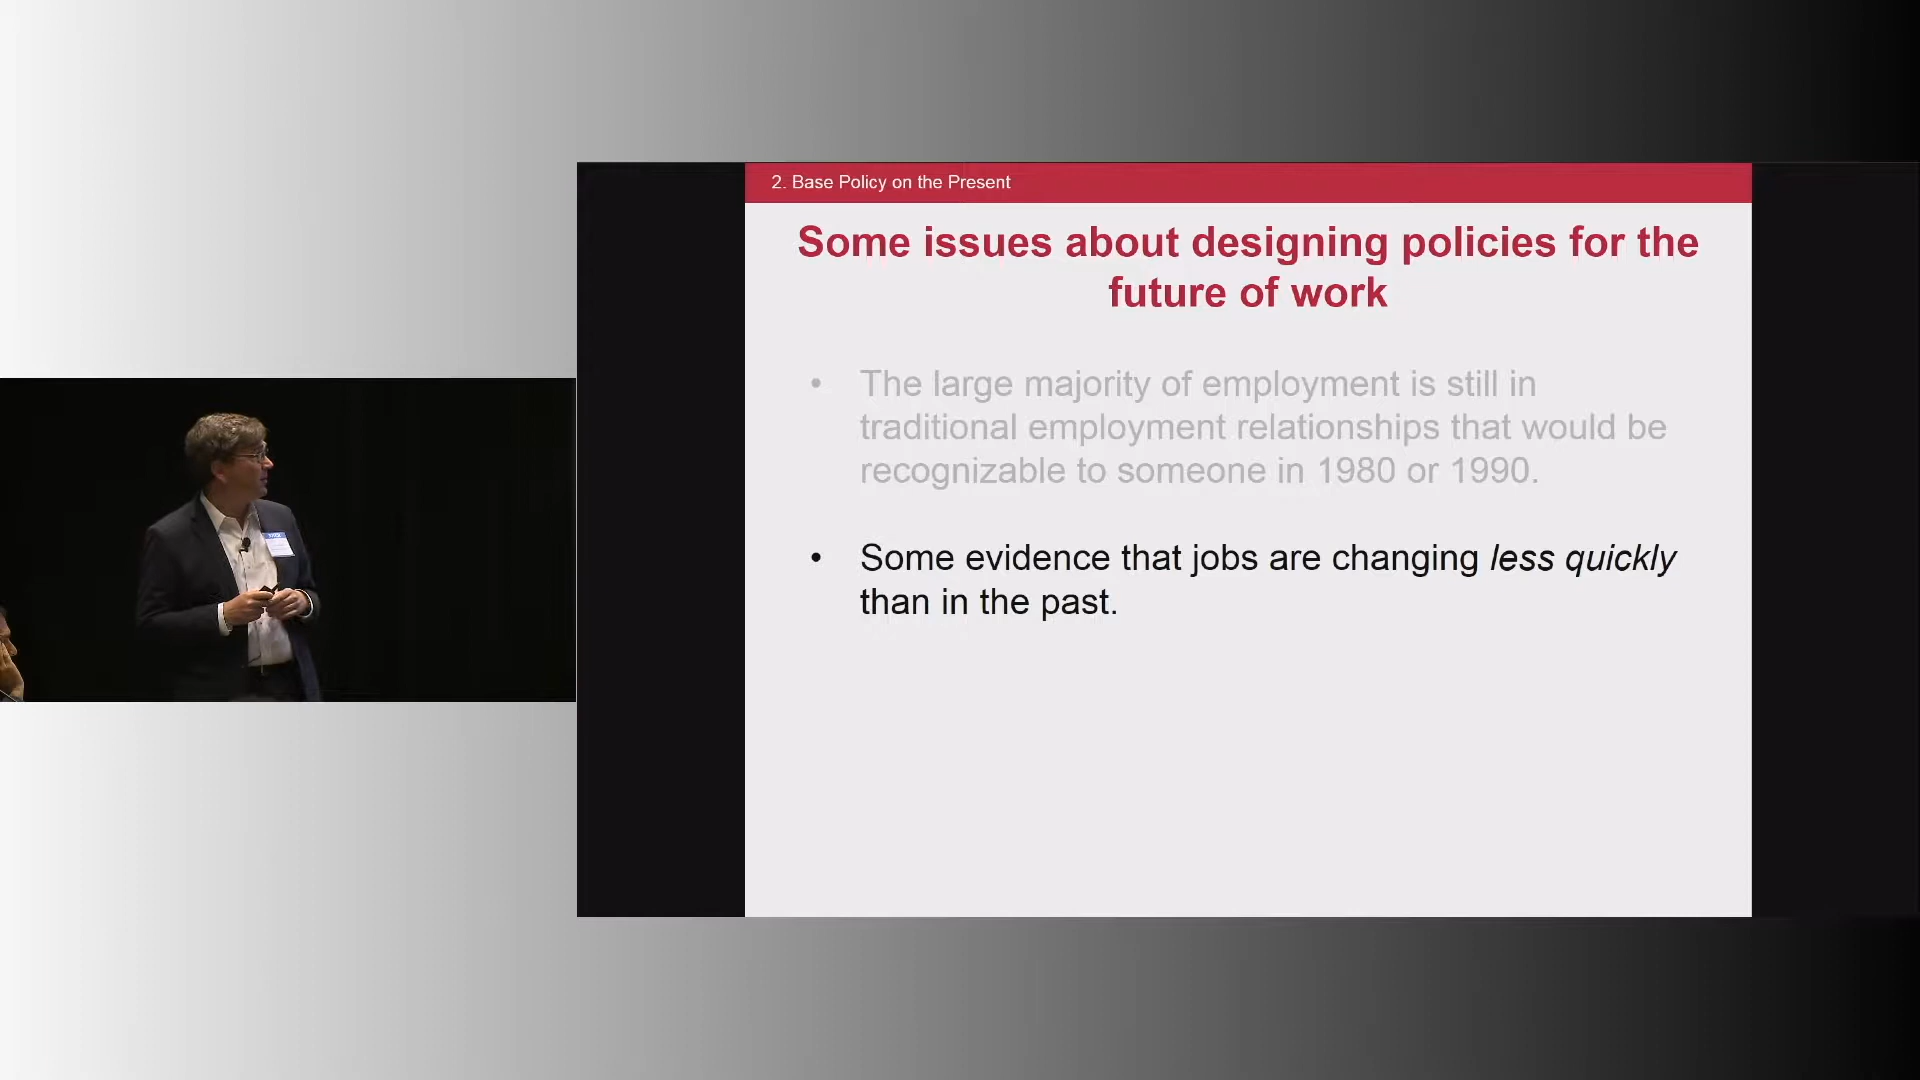 2. Base Policy on the Present
Some issues about designing policies for the
future of work
• The large majority of employment is still in
traditional employment relationships that would be
recognizable to someone in 1980 or 1990.
• Some evidence that jobs are changing less quickly
than in the past.